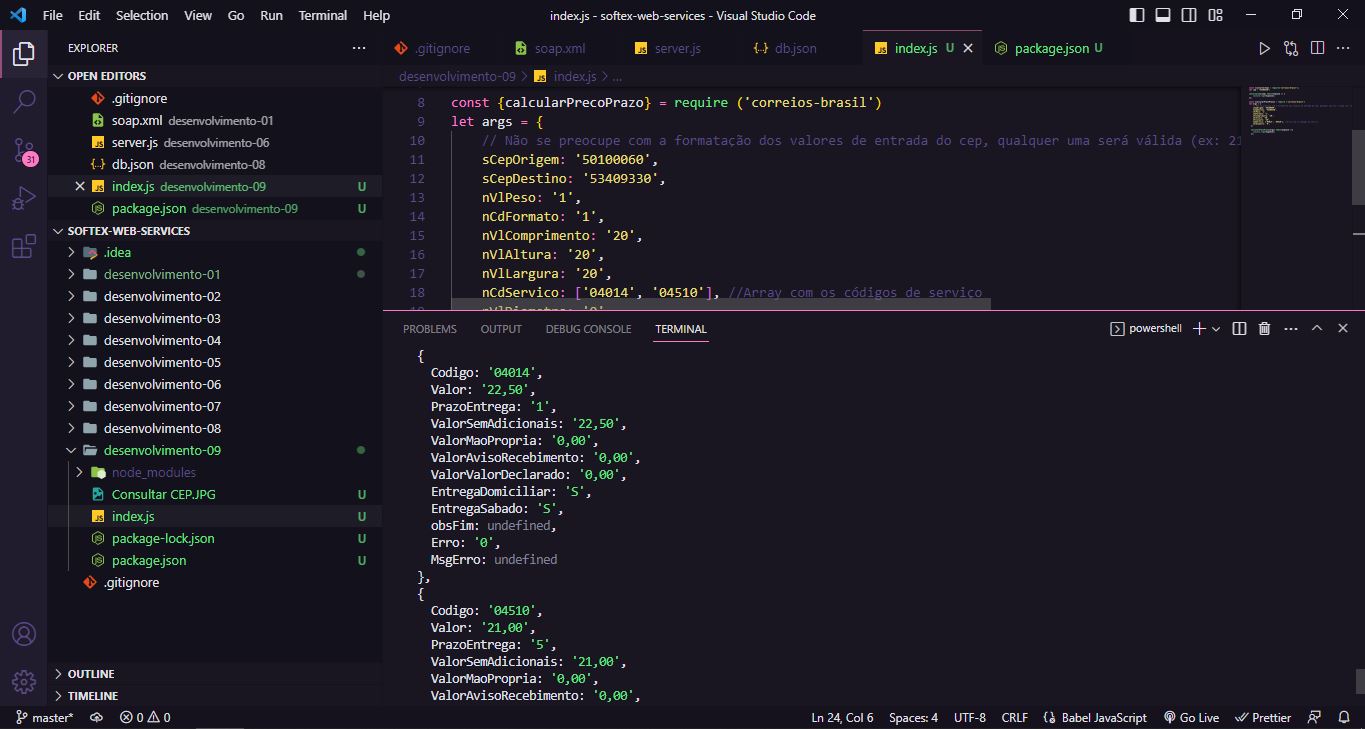 File Edit Selection View Go Run Terminal Help
index.js - softex-web-services - Visual Studio Code
EXPLORER
OPEN EDITORS
.gitignore
soap.xml desenvolvimento-01
server.js desenvolvimento-06
db.json desenvolvimento-08
index.js desenvolvimento-09 U
package.json desenvolvimento-09 U
SOFTEX-WEB-SERVICES
.idea
desenvolvimento-01
desenvolvimento-02
desenvolvimento-03
desenvolvimento-04
desenvolvimento-05
desenvolvimento-06
desenvolvimento-07
desenvolvimento-08
desenvolvimento-09
node_modules
Consultar CEP.JPG U
index.js U
package-lock.json U
package.json U
.gitignore
OUTLINE
TIMELINE
31
.gitignore soap.xml server.js db.json index.js U package.json U
desenvolvimento-09 > index.js > ...
8 const {calcularPrecoPrazo} = require ('correios-brasil')
9 let args = {
10 // Não se preocupe com a formatação dos valores de entrada do cep, qualquer uma será válida (ex: 21
11 sCepOrigem: '50100060',
12 sCepDestino: '53409330',
13 nVlPeso: '1',
14 nCdFormato: '1',
15 nVlComprimento: '20',
16 nVlAltura: '20',
17 nVlLargura: '20',
18 nCdServico: ['04014', '04510'], //Array com os códigos de serviço
PROBLEMS OUTPUT DEBUG CONSOLE TERMINAL
powershell
{
Codigo: '04014',
Valor: '22,50',
PrazoEntrega: '1',
ValorSemAdicionais: '22,50',
ValorMaoPropria: '0,00',
ValorAvisoRecebimento: '0,00',
ValorValorDeclarado: '0,00',
EntregaDomiciliar: 'S',
EntregaSabado: 'S',
obsFim: undefined,
Erro: '0',
MsgErro: undefined
},
{
Codigo: '04510',
Valor: '21,00',
PrazoEntrega: '5',
ValorSemAdicionais: '21,00',
ValorMaoPropria: '0,00',
ValorAvisoRecebimento: '0,00',
master* 0 0 Ln 24, Col 6 Spaces: 4 UTF-8 CRLF Babel JavaScript Go Live Prettier